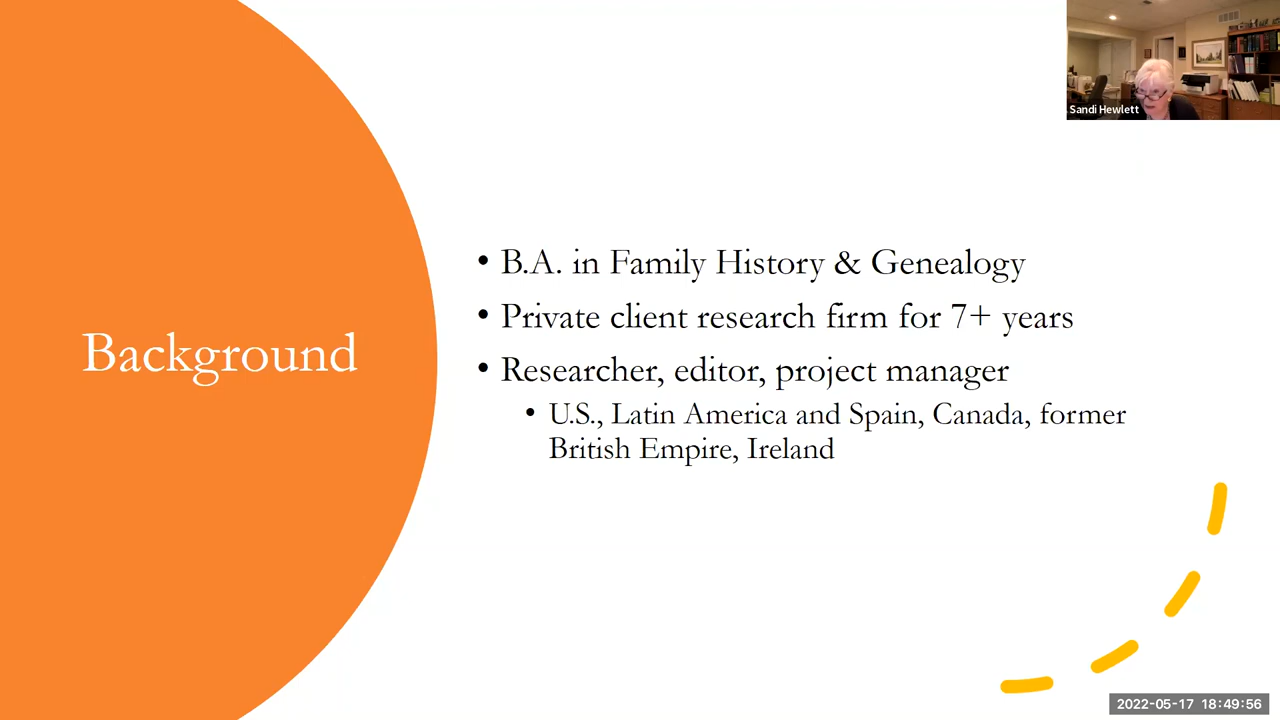 Sandi Hewlett
Background
• B.A. in Family History & Genealogy
• Private client research firm for 7+ years
• Researcher, editor, project manager
• U.S., Latin America and Spain, Canada, former
British Empire, Ireland
2022-05-17 18:49:56